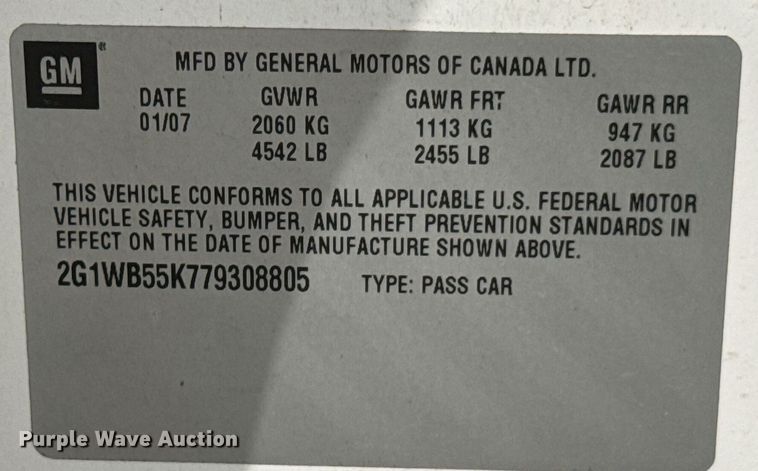 GM
MFD BY GENERAL MOTORS OF CANADA LTD.
DATE GVWR GAWR FRT GAWR RR
01/07 2060 KG 1113 KG 947 KG
4542 LB 2455 LB 2087 LB
THIS VEHICLE CONFORMS TO ALL APPLICABLE U.S. FEDERAL MOTOR
VEHICLE SAFETY, BUMPER, AND THEFT PREVENTION STANDARDS IN
EFFECT ON THE DATE OF MANUFACTURE SHOWN ABOVE.
2G1WB55K779308805 TYPE: PASS CAR
Purple Wave Auction